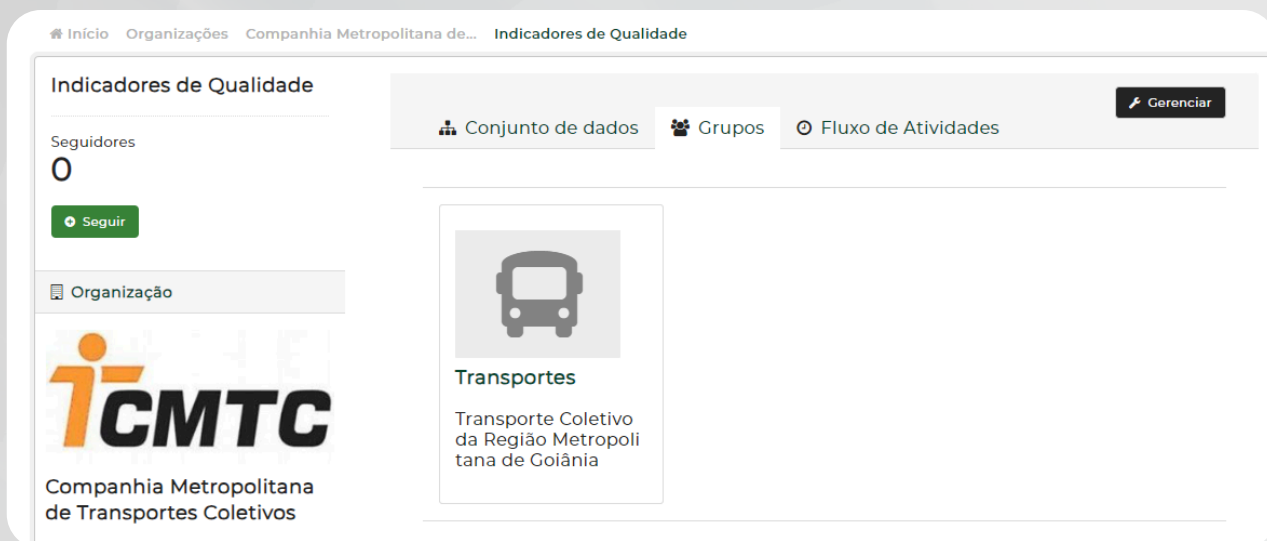 Início Organizações Companhia Metropolitana de... Indicadores de Qualidade
Indicadores de Qualidade
Seguidores
0
Seguir
Organização
CMTC
Companhia Metropolitana
de Transportes Coletivos
Gerenciar
Conjunto de dados Grupos Fluxo de Atividades
Transportes
Transporte Coletivo
da Região Metropoli
tana de Goiânia